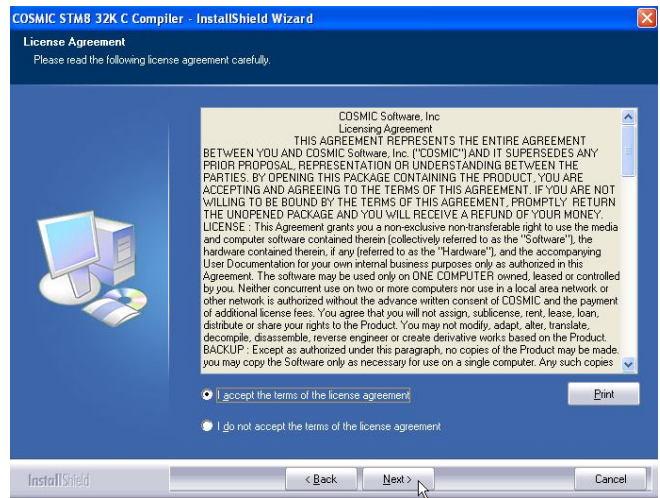 COSMIC STM8 32K C Compiler - InstallShield Wizard
License Agreement
Please read the following license agreement carefully.
COSMIC Software, Inc
Licensing Agreement
THIS AGREEMENT REPRESENTS THE ENTIRE AGREEMENT
BETWEEN YOU AND COSMIC Software, Inc. ("COSMIC") AND IT SUPERSEDES ANY
PRIOR PROPOSAL, REPRESENTATION OR UNDERSTANDING BETWEEN THE
PARTIES. BY OPENING THIS PACKAGE CONTAINING THE PRODUCT, YOU ARE
ACCEPTING AND AGREEING TO THE TERMS OF THIS AGREEMENT. IF YOU ARE NOT
WILLING TO BE BOUND BY THE TERMS OF THIS AGREEMENT, PROMPTLY RETURN
THE UNOPENED PACKAGE AND YOU WILL RECEIVE A REFUND OF YOUR MONEY.
LICENSE : This Agreement grants you a non-exclusive non-transferable right to use the media
and computer software contained therein (collectively referred to as the "Software"), the
hardware contained therein, if any (referred to as the "Hardware"), and the accompanying
User Documentation for your own internal business purposes only as authorized in this
Agreement. The software may be used only on ONE COMPUTER owned, leased or controlled
by you. Neither concurrent use on two or more computers nor use in a local area network or
other network is authorized without the advance written consent of COSMIC and the payment
of additional license fees. You agree that you will not assign, sublicense, rent, lease, loan,
distribute or share your rights to the Product. You may not modify, adapt, alter, translate,
decompile, disassemble, reverse engineer or create derivative works based on the Product.
BACKUP : Except as authorized under this paragraph, no copies of the Product may be made.
you may copy the Software only as necessary for use on a single computer. Any such copies
I accept the terms of the license agreement
Print
I do not accept the terms of the license agreement
InstallShield
< Back
Next >
Cancel